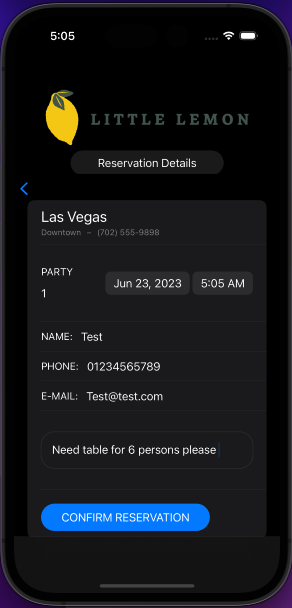 5:05
LITTLE LEMON
Reservation Details
Las Vegas
Downtown – (702) 555-9898
PARTY
1
Jun 23, 2023
5:05 AM
NAME: Test
PHONE: 01234565789
E-MAIL: Test@test.com
Need table for 6 persons please
CONFIRM RESERVATION